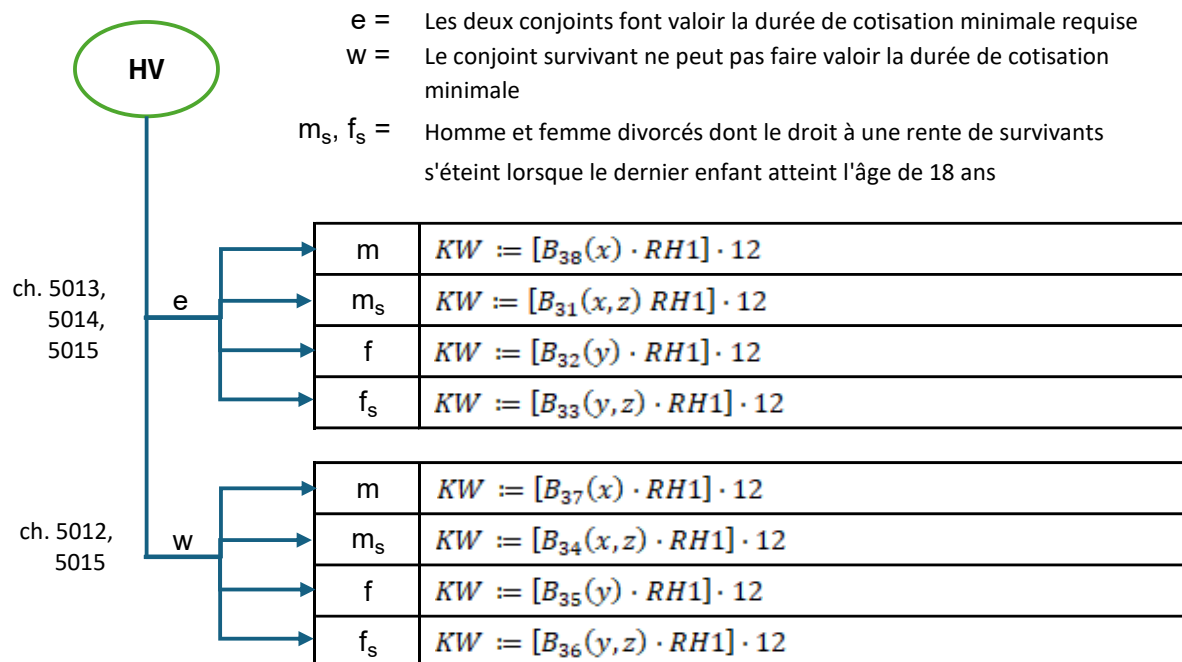 HV
e = Les deux conjoints font valoir la durée de cotisation minimale requise
w = Le conjoint survivant ne peut pas faire valoir la durée de cotisation
minimale
mₛ, fₛ = Homme et femme divorcés dont le droit à une rente de survivants
s'éteint lorsque le dernier enfant atteint l'âge de 18 ans
ch. 5013,
5014,
5015
e
m KW := [B₃₈(x) · RH1] · 12
mₛ KW := [B₃₁(x, z) RH1] · 12
f KW := [B₃₂(y) · RH1] · 12
fₛ KW := [B₃₃(y, z) · RH1] · 12
ch. 5012,
5015
w
m KW := [B₃₇(x) · RH1] · 12
mₛ KW := [B₃₄(x, z) · RH1] · 12
f KW := [B₃₅(y) · RH1] · 12
fₛ KW := [B₃₆(y, z) · RH1] · 12